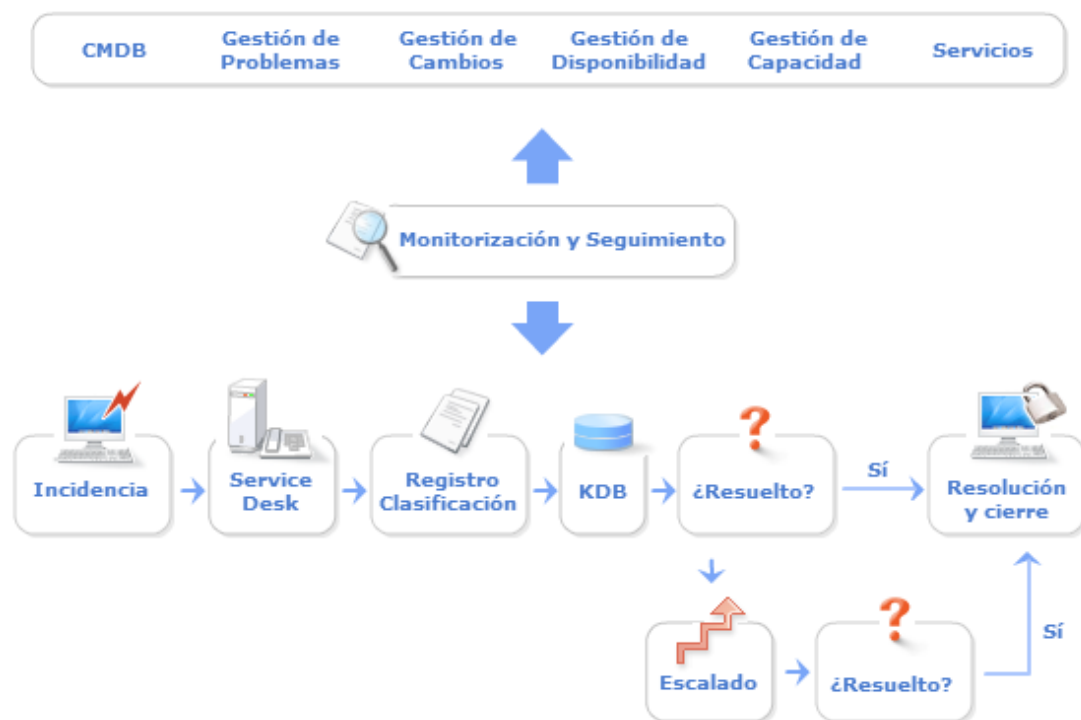 CMDB
Gestión de
Problemas
Gestión de
Cambios
Gestión de
Disponibilidad
Gestión de
Capacidad
Servicios
Monitorización y Seguimiento
Incidencia
Service
Desk
Registro
Clasificación
KDB
¿Resuelto?
Sí
Resolución
y cierre
Escalado
¿Resuelto?
Sí